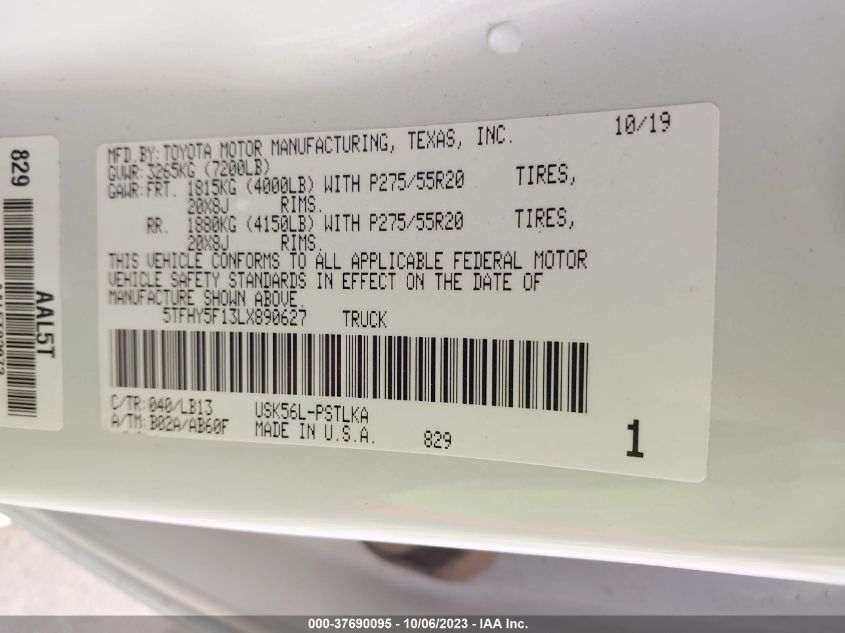 MFD.BY:TOYOTA MOTOR MANUFACTURING, TEXAS, INC. 10/19
GVWR:3265KG (7200LB)
GAWR:FRT. 1815KG (4000LB) WITH P275/55R20 TIRES,
20X8J RIMS.
RR. 1880KG (4150LB) WITH P275/55R20 TIRES,
20X8J RIMS.
THIS VEHICLE CONFORMS TO ALL APPLICABLE FEDERAL MOTOR
VEHICLE SAFETY STANDARDS IN EFFECT ON THE DATE OF
MANUFACTURE SHOWN ABOVE.
5TFHY5F13LX890627 TRUCK
C/TR:040/LB13 USK56L-PSTLKA
A/TM:B02A/AB60F MADE IN U.S.A. 829 1
829
AAL5T
000-37690095 - 10/06/2023 - IAA Inc.